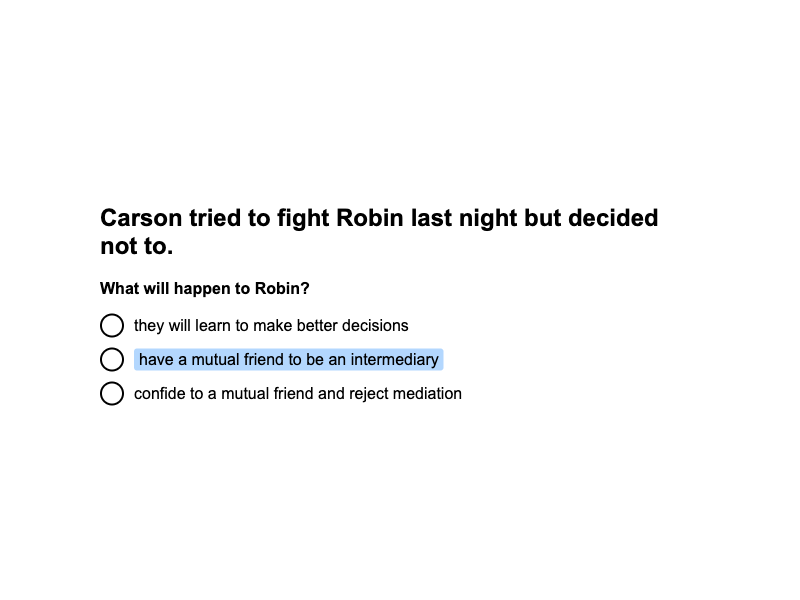 Carson tried to fight Robin last night but decided
not to.
What will happen to Robin?
they will learn to make better decisions
have a mutual friend to be an intermediary
confide to a mutual friend and reject mediation